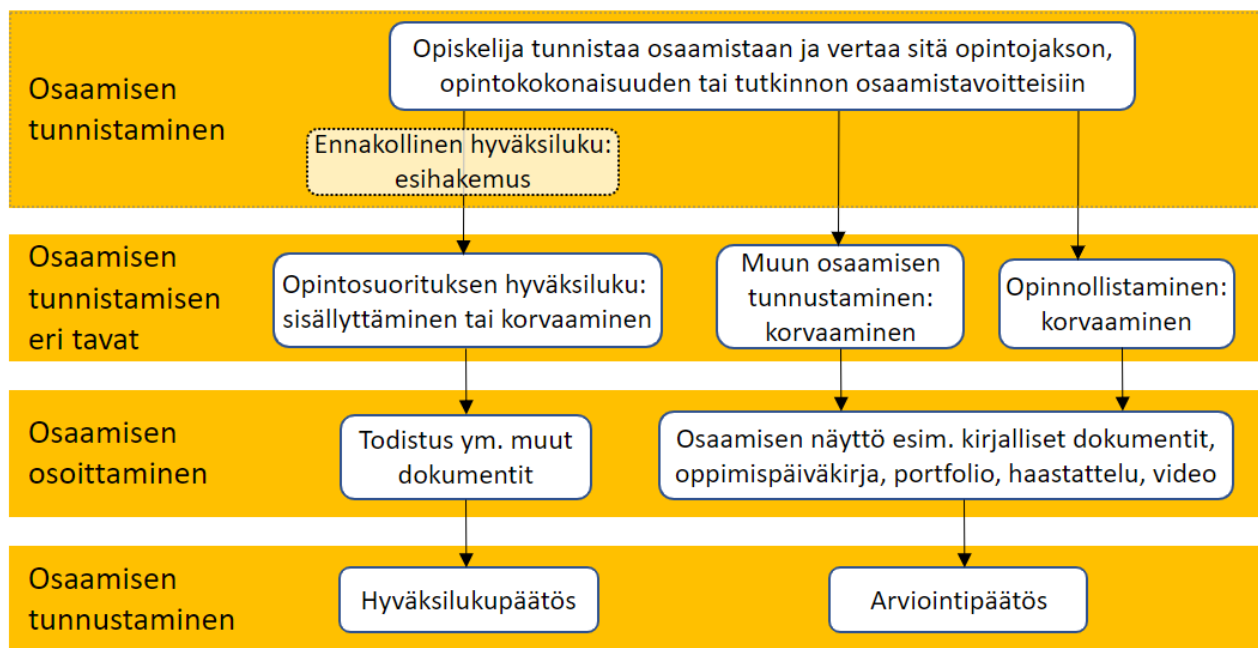 Osaamisen
tunnistaminen
Opiskelija tunnistaa osaamistaan ja vertaa sitä opintojakson,
opintokokonaisuuden tai tutkinnon osaamistavoitteisiin
Ennakollinen hyväksiluku:
esihakemus
Osaamisen
tunnistamisen
eri tavat
Opintosuorituksen hyväksiluku:
sisällyttäminen tai korvaaminen
Muun osaamisen
tunnustaminen:
korvaaminen
Opinnollistaminen:
korvaaminen
Osaamisen
osoittaminen
Todistus ym. muut
dokumentit
Osaamisen näyttö esim. kirjalliset dokumentit,
oppimispäiväkirja, portfolio, haastattelu, video
Osaamisen
tunnustaminen
Hyväksilukupäätös
Arviointipäätös